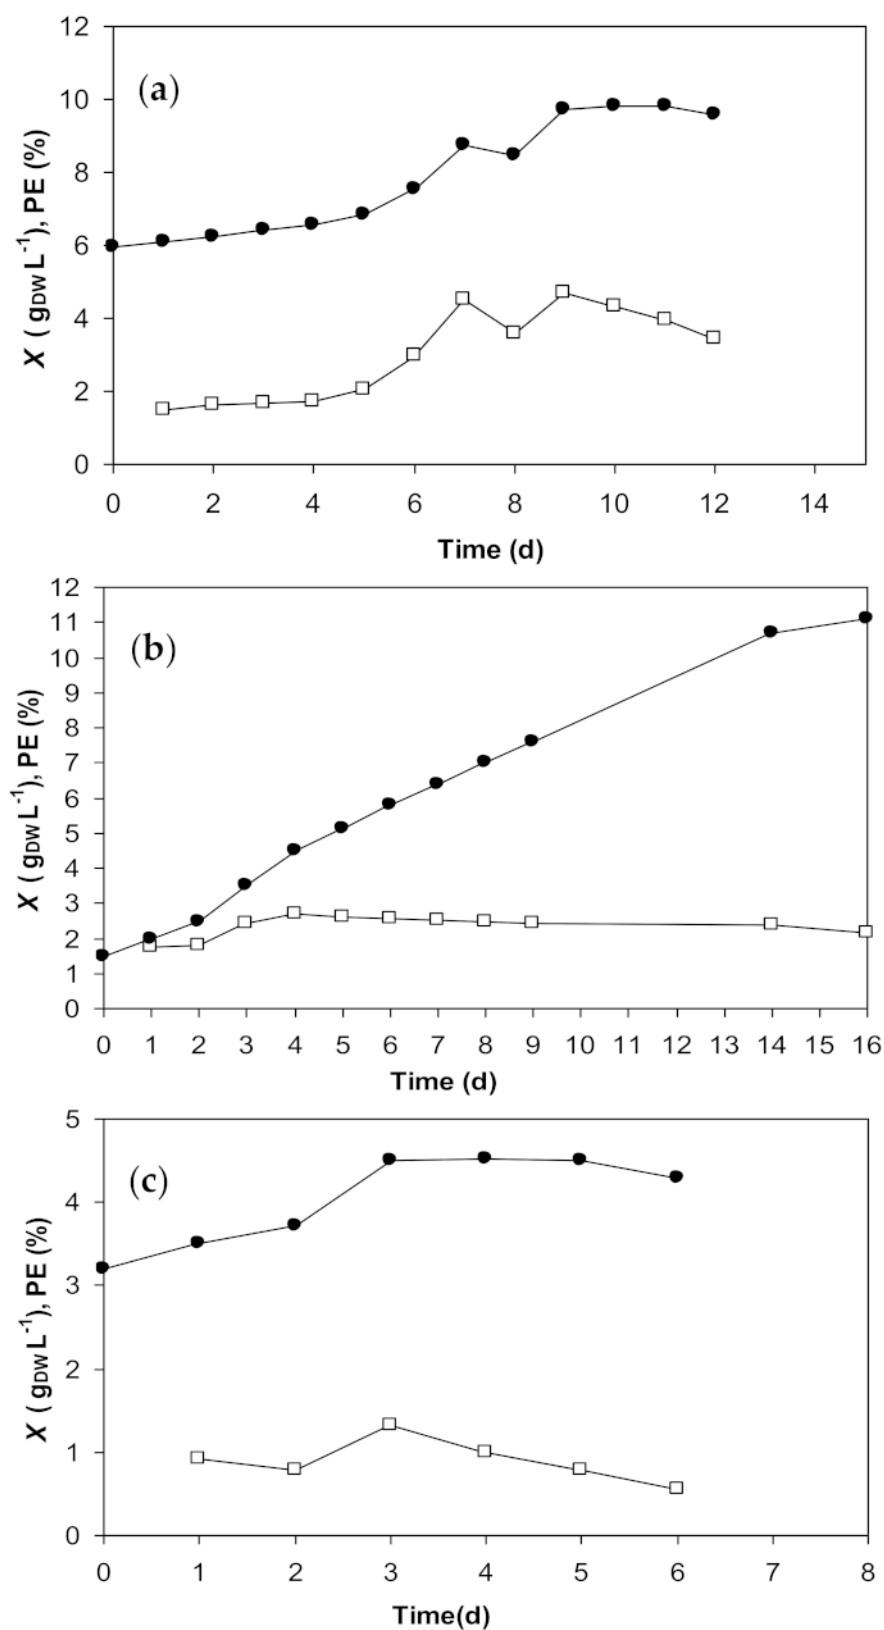 (a)
12
10
8
6
4
2
0
X ( gDW L-1), PE (%)
0 2 4 6 8 10 12 14
Time (d)
(b)
12
11
10
9
8
7
6
5
4
3
2
1
0
X ( gDW L-1), PE (%)
0 1 2 3 4 5 6 7 8 9 10 11 12 13 14 15 16
Time (d)
(c)
5
4
3
2
1
0
X ( gDW L-1), PE (%)
0 1 2 3 4 5 6 7 8
Time(d)